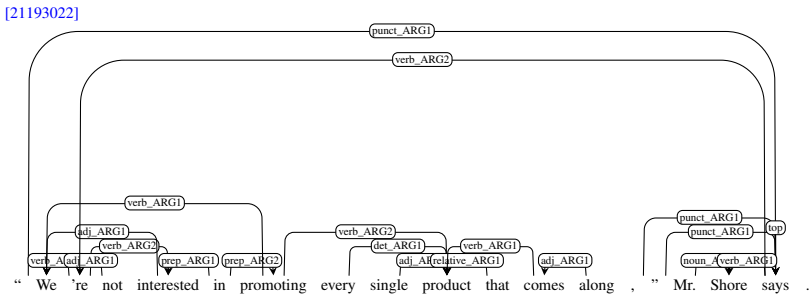 [21193022]
punct_ARG1
verb_ARG2
verb_ARG1
punct_ARG1
adj_ARG1 verb_ARG2 punct_ARG1 top
verb_ARG2 det_ARG1 verb_ARG1
adj_ARG1 prep_ARG1 prep_ARG2 relative_ARG1 adj_ARG1 verb_ARG1
“ We ’re not interested in promoting every single product that comes along , ” Mr. Shore says .